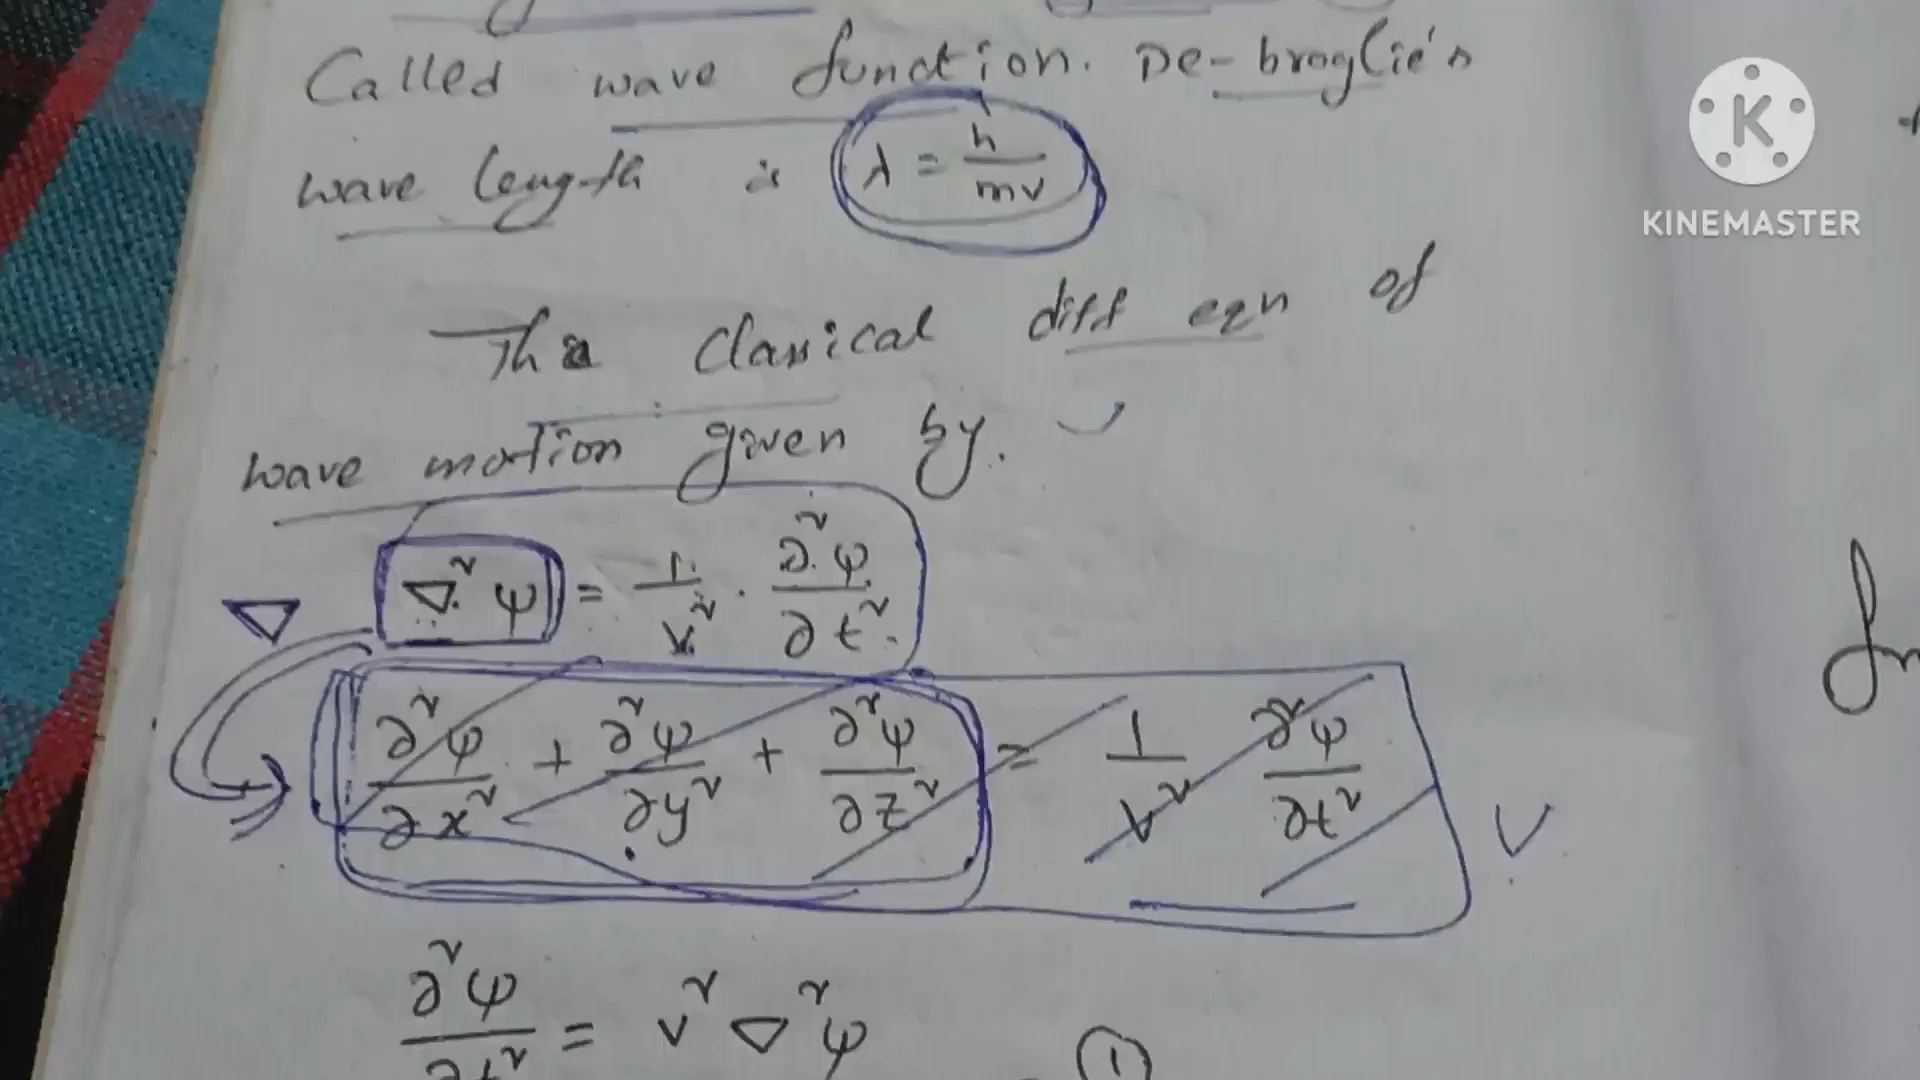 Called wave function. De-broglie's
wave length is λ = h/mv
The Classical diff eqn of
wave motion given by.
∇²ψ = 1/v² · ∂²ψ/∂t²
∇
∂²ψ/∂x² + ∂²ψ/∂y² + ∂²ψ/∂z² = 1/v² ∂²ψ/∂t²
∂²ψ/∂t² = v² ∇²ψ ①
K
KINEMASTER